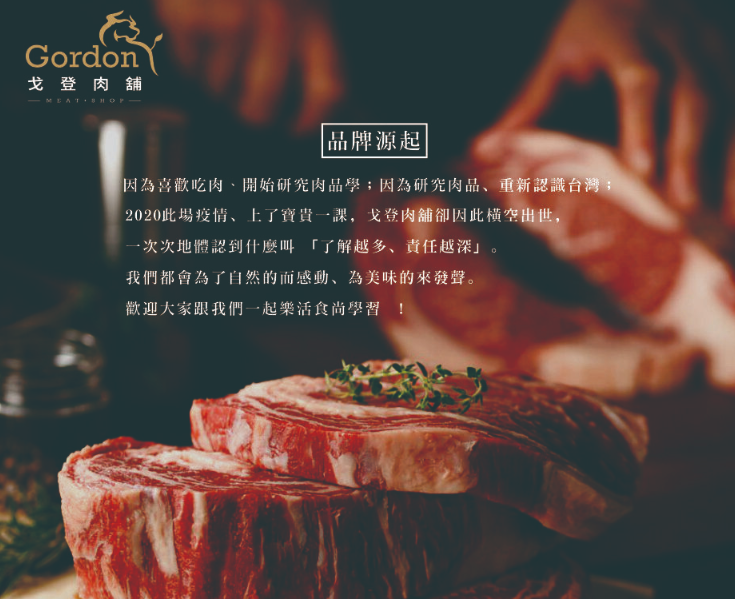 Gordon
戈登肉舖
MEAT·SHOP
品牌源起
因為喜歡吃肉、開始研究肉品學；因為研究肉品、重新認識台灣；
2020此場疫情、上了寶貴一課，戈登肉舖卻因此橫空出世，
一次次地體認到什麼叫 「了解越多、責任越深」。
我們都會為了自然的而感動、為美味的來發聲。
歡迎大家跟我們一起樂活食尚學習 ！